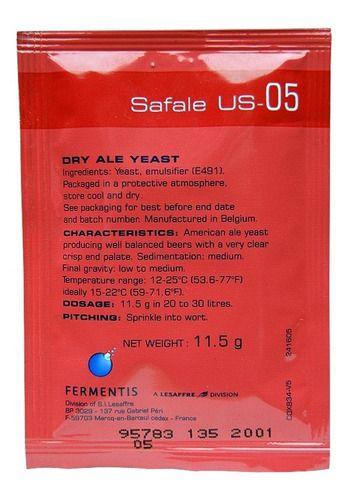 Safale US-05
DRY ALE YEAST
Ingredients: Yeast, emulsifier (E491).
Packaged in a protective atmosphere,
store cool and dry.
See packaging for best before end date
and batch number. Manufactured in Belgium.
CHARACTERISTICS: American ale yeast
producing well balanced beers with a very clear
crisp end palate. Sedimentation: medium.
Final gravity: low to medium.
Temperature range: 12-25°C (53.6-77°F)
ideally 15-22°C (59-71.6°F).
DOSAGE: 11.5 g in 20 to 30 litres.
PITCHING: Sprinkle into wort.
NET WEIGHT: 11.5 g
241605
CDX834-V5
FERMENTIS
A LESAFFRE DIVISION
Division of S.I.Lesaffre
BP 3029 - 137 rue Gabriel Péri
F-59703 Marcq-en-Barœul cedex - France
95783 135 2001
05